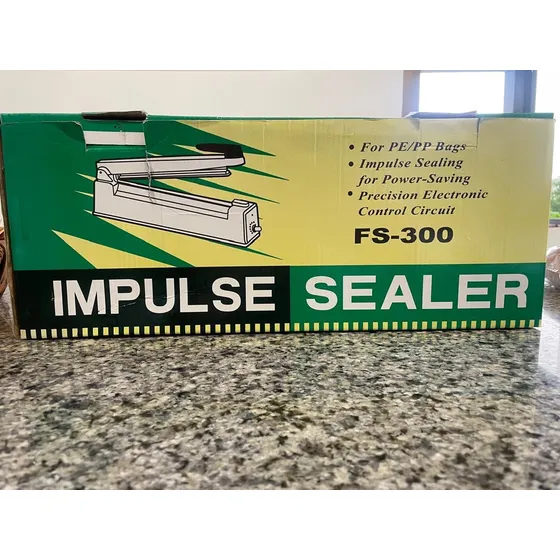 • For PE/PP Bags
• Impulse Sealing
for Power-Saving
• Precision Electronic
Control Circuit
FS-300
IMPULSE SEALER